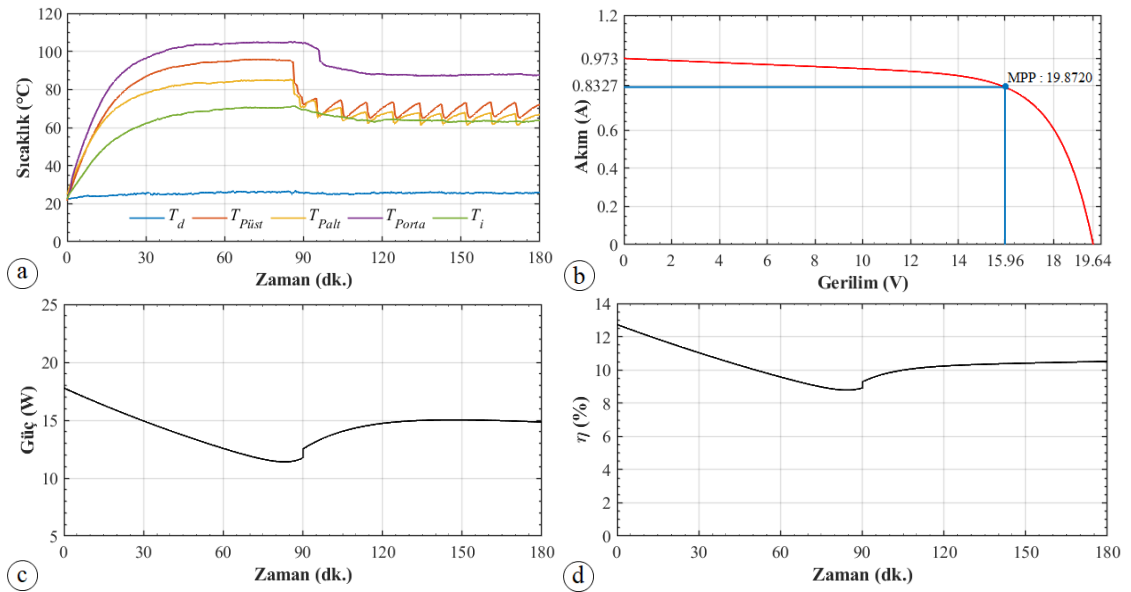 120
100
80
60
40
20
0
Sıcaklık (°C)
T_d T_Püst T_Palt T_Porta T_i
0 30 60 90 120 150 180
Zaman (dk.)
a
1.2
0.973
0.8327
0.6
0.4
0.2
0
Akım (A)
MPP : 19.8720
0 2 4 6 8 10 12 14 15.96 18 19.64
Gerilim (V)
b
25
20
15
10
5
Güç (W)
0 30 60 90 120 150 180
Zaman (dk.)
c
14
12
10
8
6
4
2
0
η (%)
0 30 60 90 120 150 180
Zaman (dk.)
d